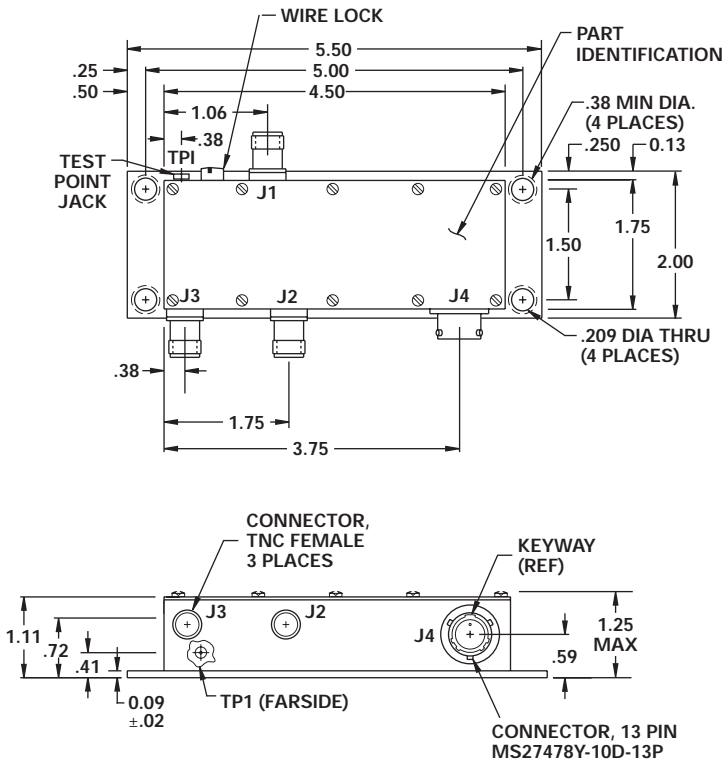 WIRE LOCK
5.50
PART
IDENTIFICATION
.25
5.00
.50
4.50
1.06
.38 MIN DIA.
(4 PLACES)
.38
TPI
.250
0.13
TEST
POINT
JACK
J1
1.50
1.75
2.00
J3
J2
J4
.209 DIA THRU
(4 PLACES)
.38
1.75
3.75
CONNECTOR,
TNC FEMALE
3 PLACES
KEYWAY
(REF)
J3
J2
J4
1.11
.72
.41
1.25
MAX
.59
0.09
±.02
TP1 (FARSIDE)
CONNECTOR, 13 PIN
MS27478Y-10D-13P